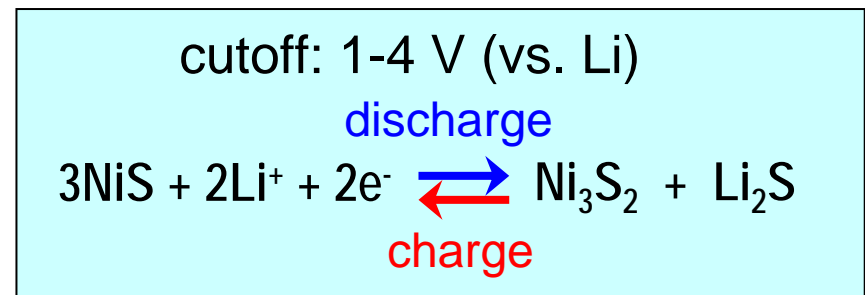 cutoff: 1-4 V (vs. Li)
discharge
3NiS + 2Li⁺ + 2e⁻ ⇄ Ni₃S₂ + Li₂S
charge